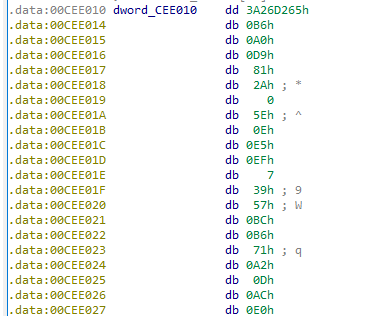 .data:00CEE010 dword_CEE010 dd 3A26D265h
.data:00CEE014 db 0B6h
.data:00CEE015 db 0A0h
.data:00CEE016 db 0D9h
.data:00CEE017 db 81h
.data:00CEE018 db 2Ah ; *
.data:00CEE019 db 0
.data:00CEE01A db 5Eh ; ^
.data:00CEE01B db 0Eh
.data:00CEE01C db 0E5h
.data:00CEE01D db 0EFh
.data:00CEE01E db 7
.data:00CEE01F db 39h ; 9
.data:00CEE020 db 57h ; W
.data:00CEE021 db 0BCh
.data:00CEE022 db 0B6h
.data:00CEE023 db 71h ; q
.data:00CEE024 db 0A2h
.data:00CEE025 db 0Dh
.data:00CEE026 db 0ACh
.data:00CEE027 db 0E0h